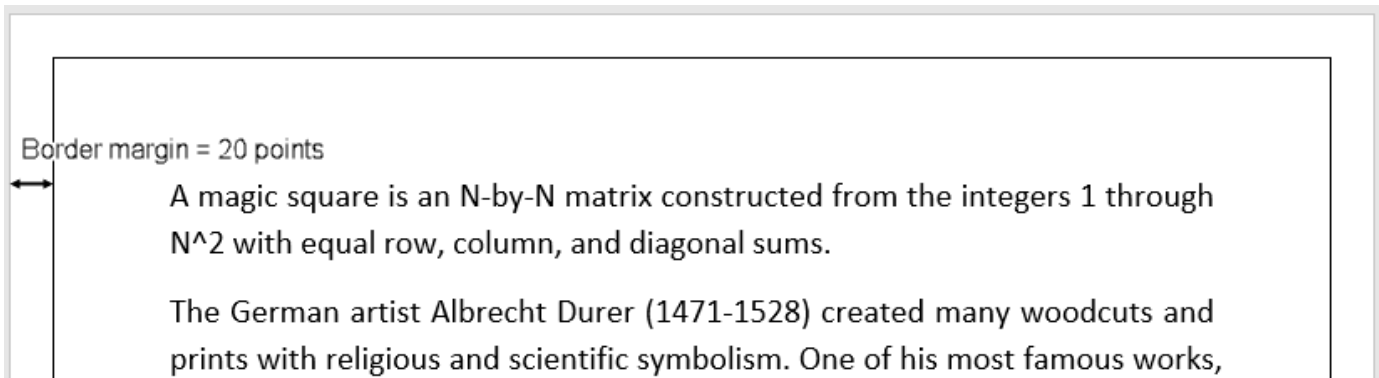 Border margin = 20 points
A magic square is an N-by-N matrix constructed from the integers 1 through
N^2 with equal row, column, and diagonal sums.
The German artist Albrecht Durer (1471-1528) created many woodcuts and
prints with religious and scientific symbolism. One of his most famous works,